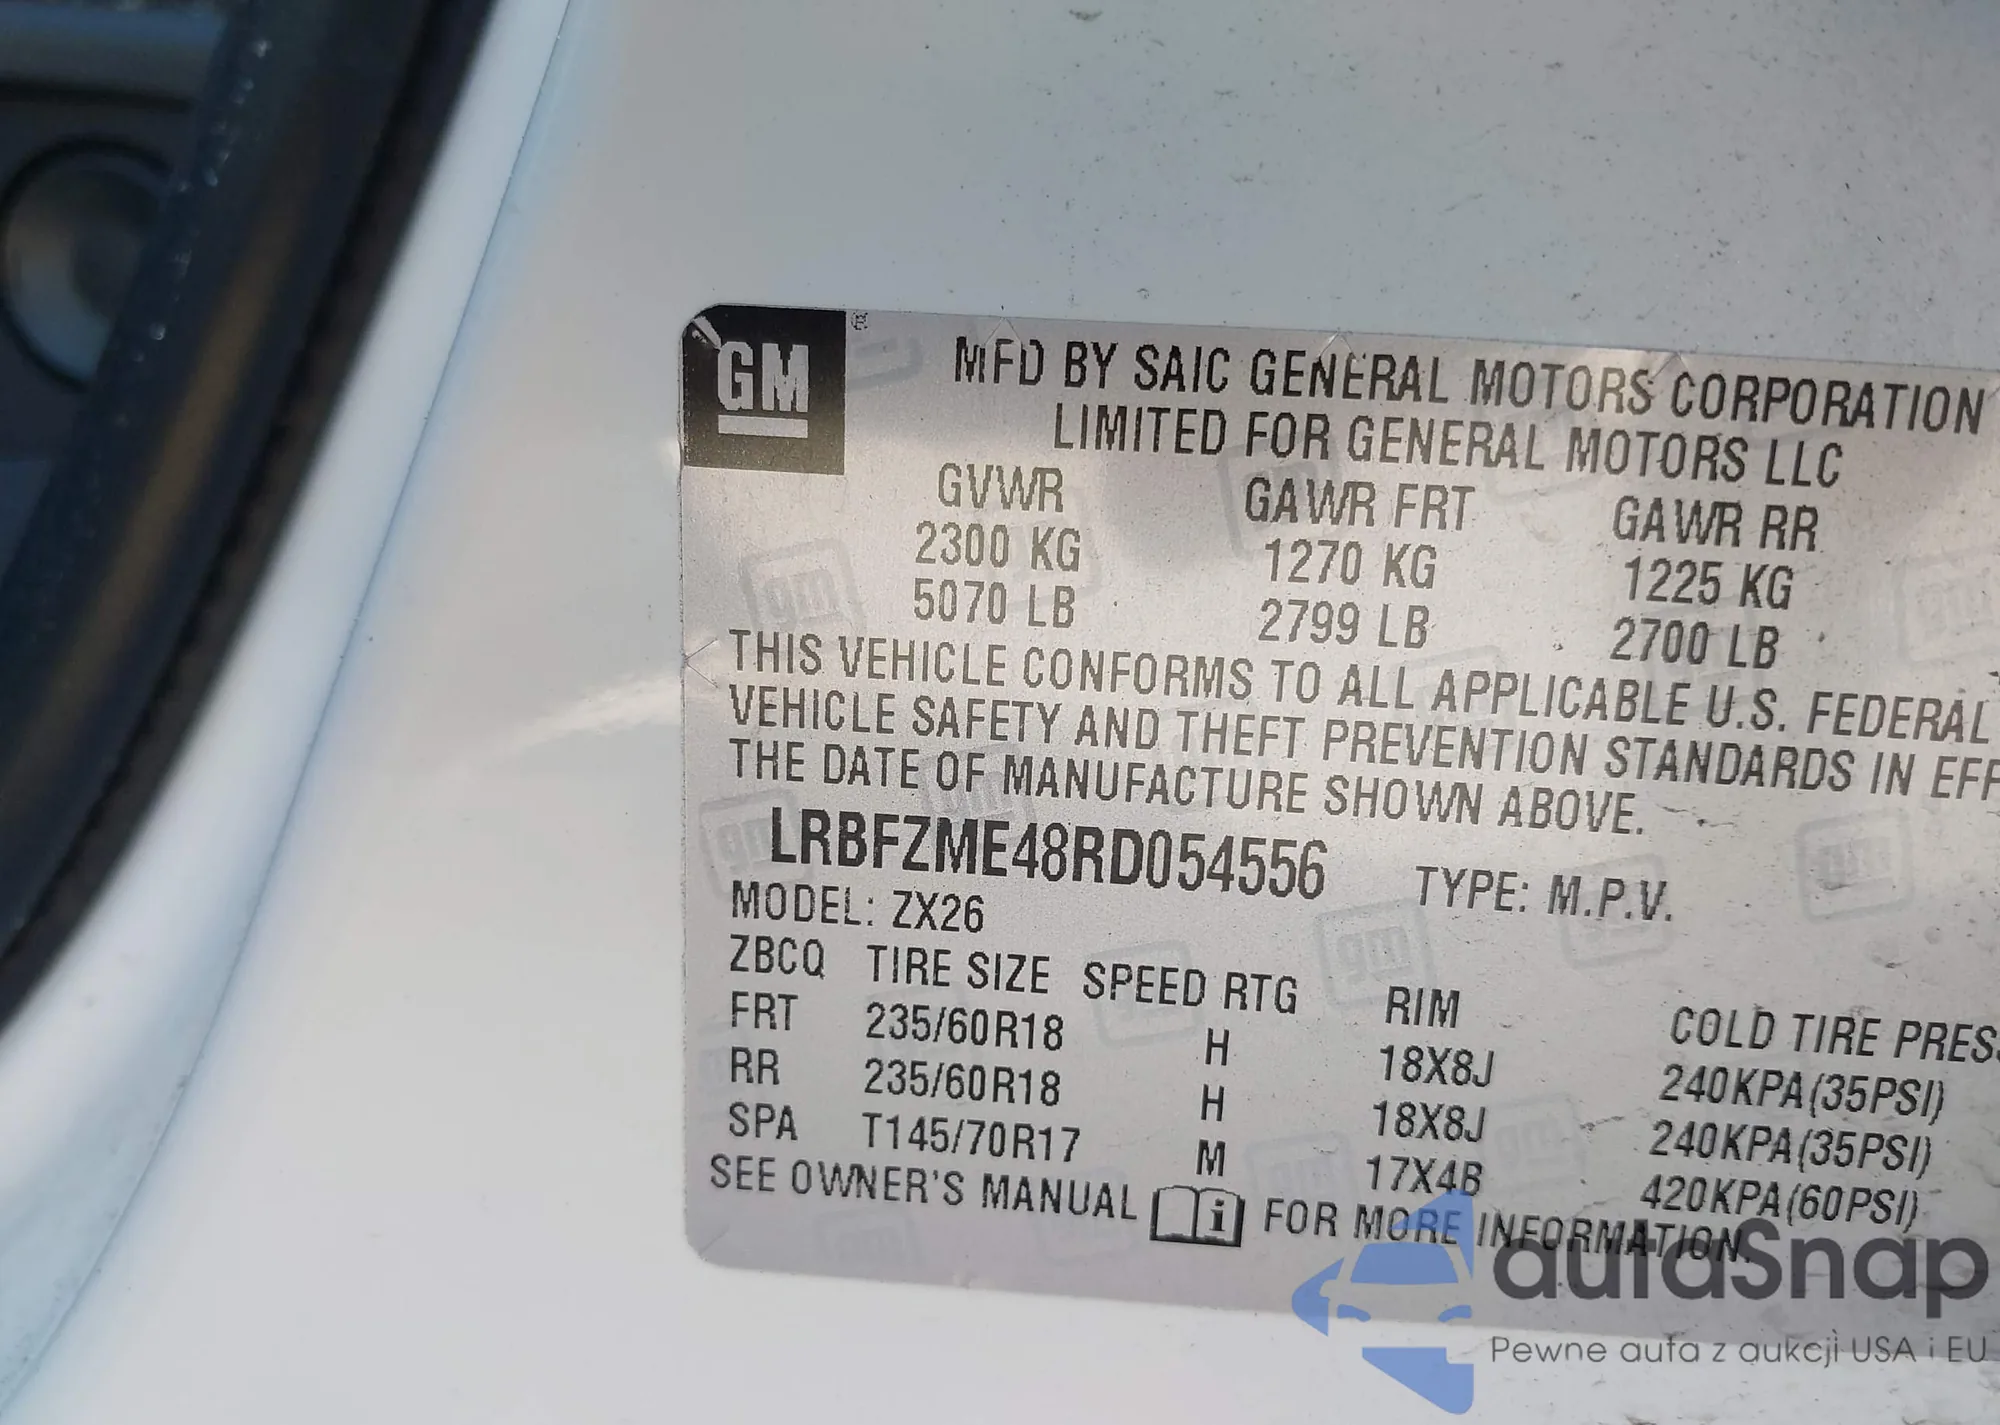 GM ®
MFD BY SAIC GENERAL MOTORS CORPORATION
LIMITED FOR GENERAL MOTORS LLC
GVWR GAWR FRT GAWR RR
2300 KG 1270 KG 1225 KG
5070 LB 2799 LB 2700 LB
THIS VEHICLE CONFORMS TO ALL APPLICABLE U.S. FEDERAL
VEHICLE SAFETY AND THEFT PREVENTION STANDARDS IN EFF
THE DATE OF MANUFACTURE SHOWN ABOVE.
LRBFZME48RD054556 TYPE: M.P.V.
MODEL: ZX26
ZBCQ TIRE SIZE SPEED RTG RIM COLD TIRE PRES
FRT 235/60R18 H 18X8J 240KPA(35PSI)
RR 235/60R18 H 18X8J 240KPA(35PSI)
SPA T145/70R17 M 17X4B 420KPA(60PSI)
SEE OWNER'S MANUAL i FOR MORE INFORMATION.
autaSnap
Pewne auta z aukcji USA i EU